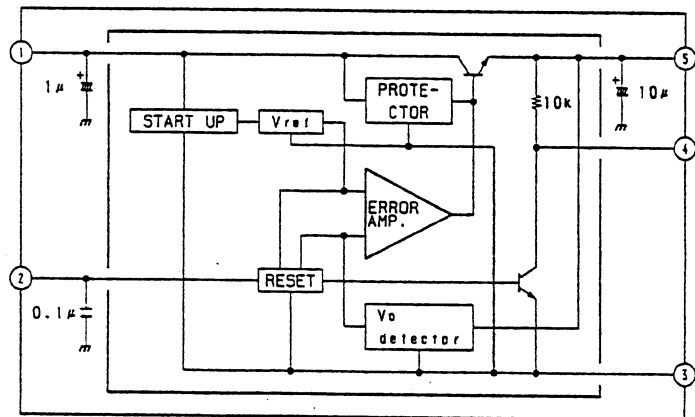 1
5
1μ
+
PROTE-
CTOR
10k
+
10μ
START UP
Vref
4
ERROR
AMP.
2
RESET
0.1μ
Vo
detector
3